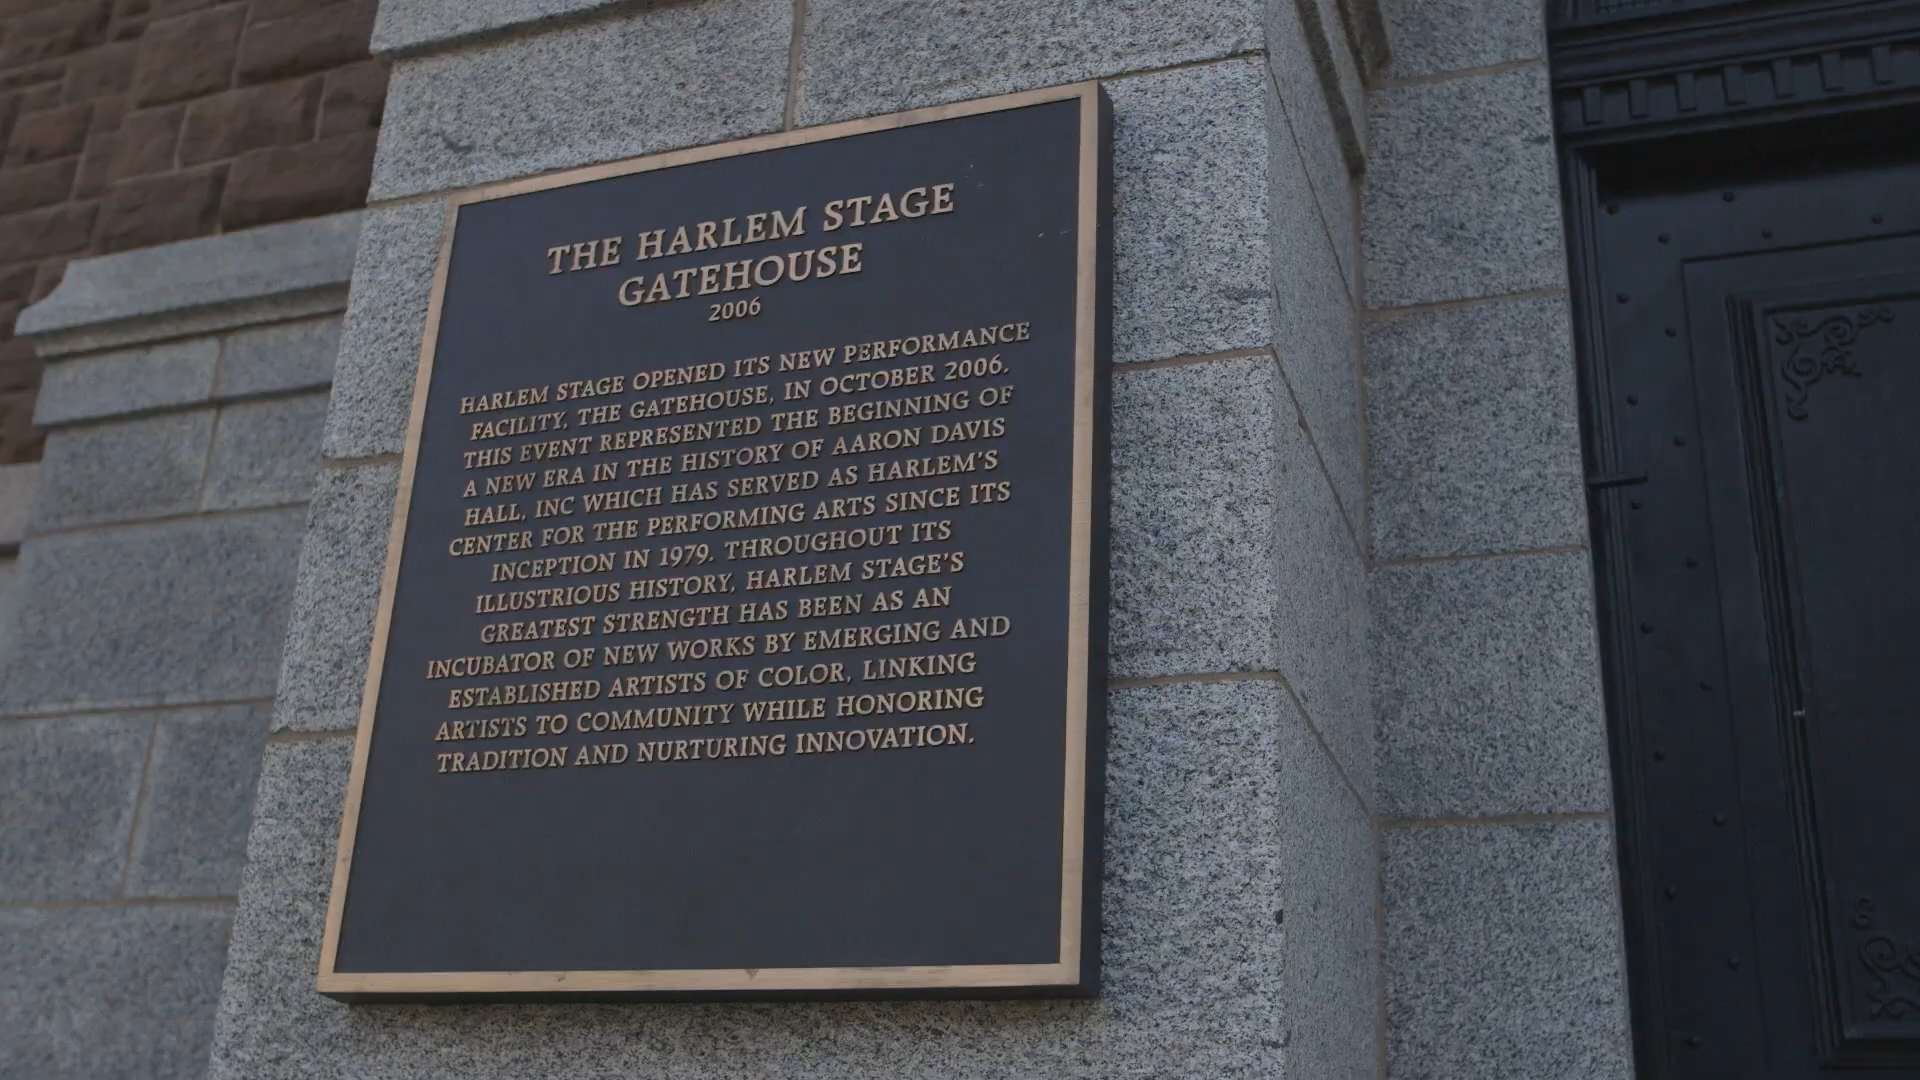 THE HARLEM STAGE
GATEHOUSE
2006
HARLEM STAGE OPENED ITS NEW PERFORMANCE
FACILITY, THE GATEHOUSE, IN OCTOBER 2006.
THIS EVENT REPRESENTED THE BEGINNING OF
A NEW ERA IN THE HISTORY OF AARON DAVIS
HALL, INC WHICH HAS SERVED AS HARLEM'S
CENTER FOR THE PERFORMING ARTS SINCE ITS
INCEPTION IN 1979. THROUGHOUT ITS
ILLUSTRIOUS HISTORY, HARLEM STAGE'S
GREATEST STRENGTH HAS BEEN AS AN
INCUBATOR OF NEW WORKS BY EMERGING AND
ESTABLISHED ARTISTS OF COLOR, LINKING
ARTISTS TO COMMUNITY WHILE HONORING
TRADITION AND NURTURING INNOVATION.